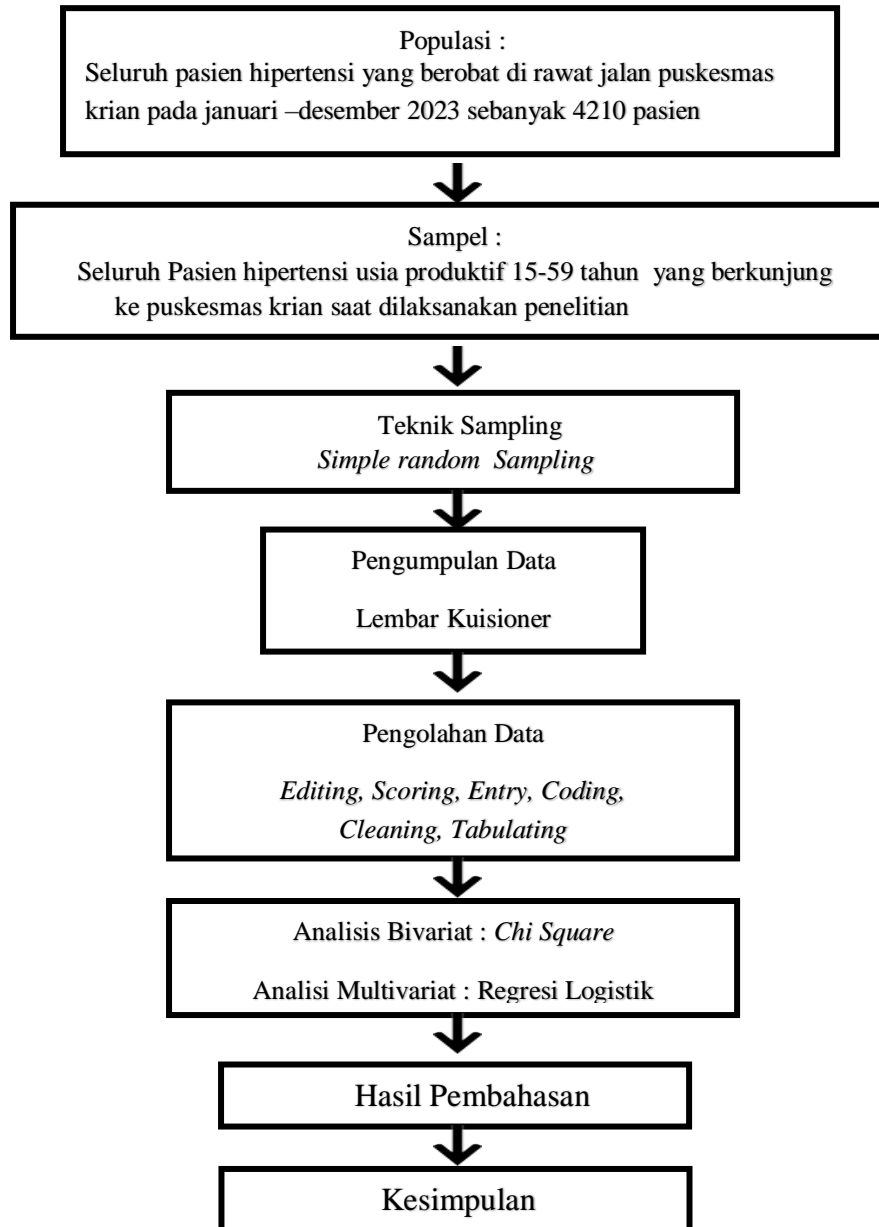 Populasi :
Seluruh pasien hipertensi yang berobat di rawat jalan puskesmas
krian pada januari –desember 2023 sebanyak 4210 pasien
Sampel :
Seluruh Pasien hipertensi usia produktif 15-59 tahun yang berkunjung
ke puskesmas krian saat dilaksanakan penelitian
Teknik Sampling
Simple random Sampling
Pengumpulan Data
Lembar Kuisioner
Pengolahan Data
Editing, Scoring, Entry, Coding,
Cleaning, Tabulating
Analisis Bivariat : Chi Square
Analisi Multivariat : Regresi Logistik
Hasil Pembahasan
Kesimpulan